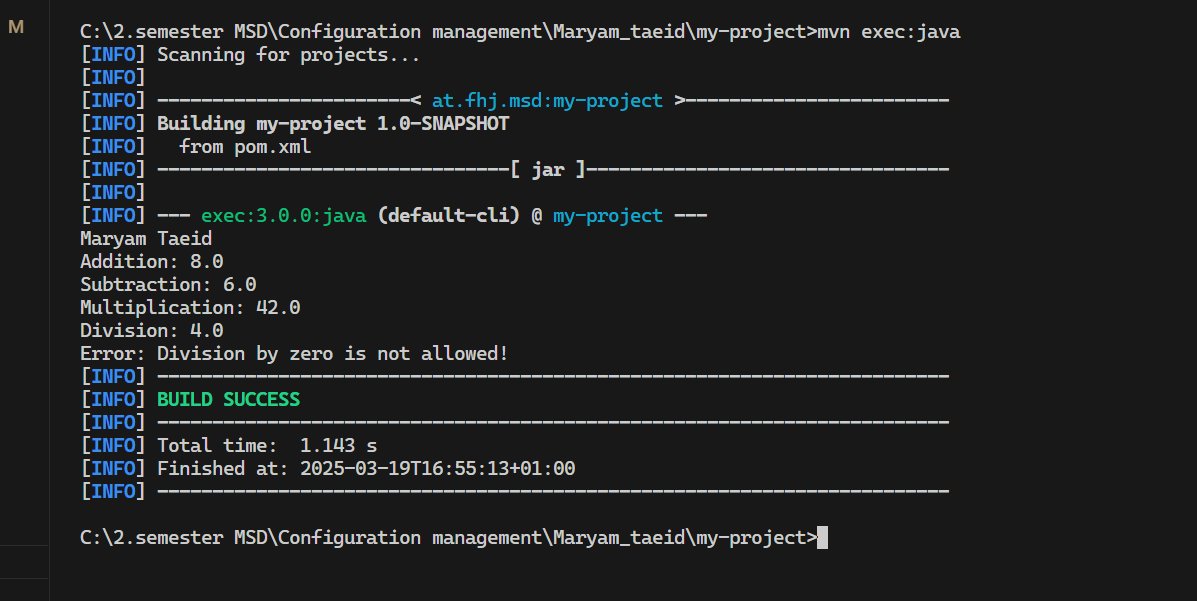 M
C:\2.semester MSD\Configuration management\Maryam_taeid\my-project>mvn exec:java
[INFO] Scanning for projects...
[INFO]
[INFO] -----------------------< at.fhj.msd:my-project >------------------------
[INFO] Building my-project 1.0-SNAPSHOT
[INFO]   from pom.xml
[INFO] --------------------------------[ jar ]---------------------------------
[INFO]
[INFO] --- exec:3.0.0:java (default-cli) @ my-project ---
Maryam Taeid
Addition: 8.0
Subtraction: 6.0
Multiplication: 42.0
Division: 4.0
Error: Division by zero is not allowed!
[INFO] ------------------------------------------------------------------------
[INFO] BUILD SUCCESS
[INFO] ------------------------------------------------------------------------
[INFO] Total time:  1.143 s
[INFO] Finished at: 2025-03-19T16:55:13+01:00
[INFO] ------------------------------------------------------------------------
C:\2.semester MSD\Configuration management\Maryam_taeid\my-project>